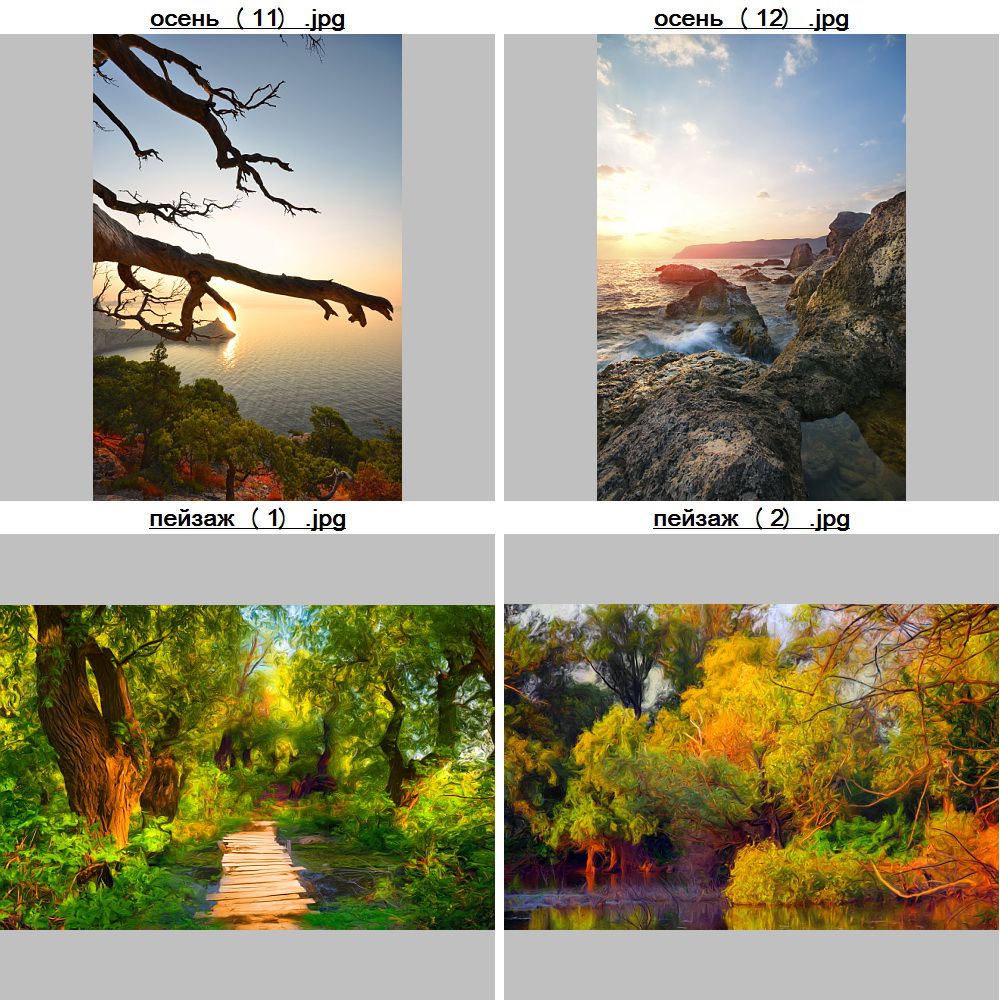 осень ( 11) .jpg
осень ( 12) .jpg
пейзаж ( 1) .jpg
пейзаж ( 2) .jpg